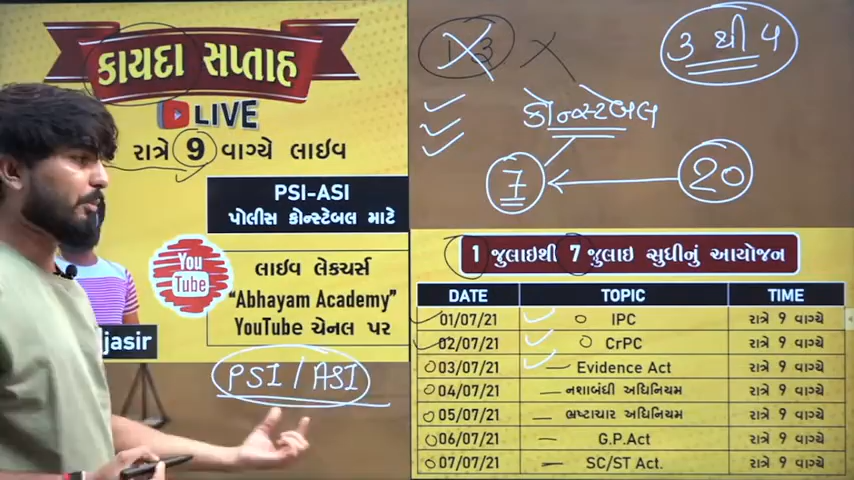 કાયદા સપ્તાહ
LIVE
રાત્રે 9 વાગ્યે લાઈવ
PSI-ASI
પોલીસ કોન્સ્ટેબલ માટે
You
Tube
લાઈવ લેકચર્સ
"Abhayam Academy"
YouTube ચેનલ પર
jasir
PSI / ASI
13
3 થી 4
કોન્સ્ટેબલ
7
20
1 જુલાઇથી 7 જુલાઇ સુધીનું આયોજન
DATE TOPIC TIME
01/07/21 IPC રાત્રે 9 વાગ્યે
02/07/21 CrPC રાત્રે 9 વાગ્યે
03/07/21 Evidence Act રાત્રે 9 વાગ્યે
04/07/21 નશાબંધી અધિનિયમ રાત્રે 9 વાગ્યે
05/07/21 ભ્રષ્ટાચાર અધિનિયમ રાત્રે 9 વાગ્યે
06/07/21 G.P.Act રાત્રે 9 વાગ્યે
07/07/21 SC/ST Act. રાત્રે 9 વાગ્યે